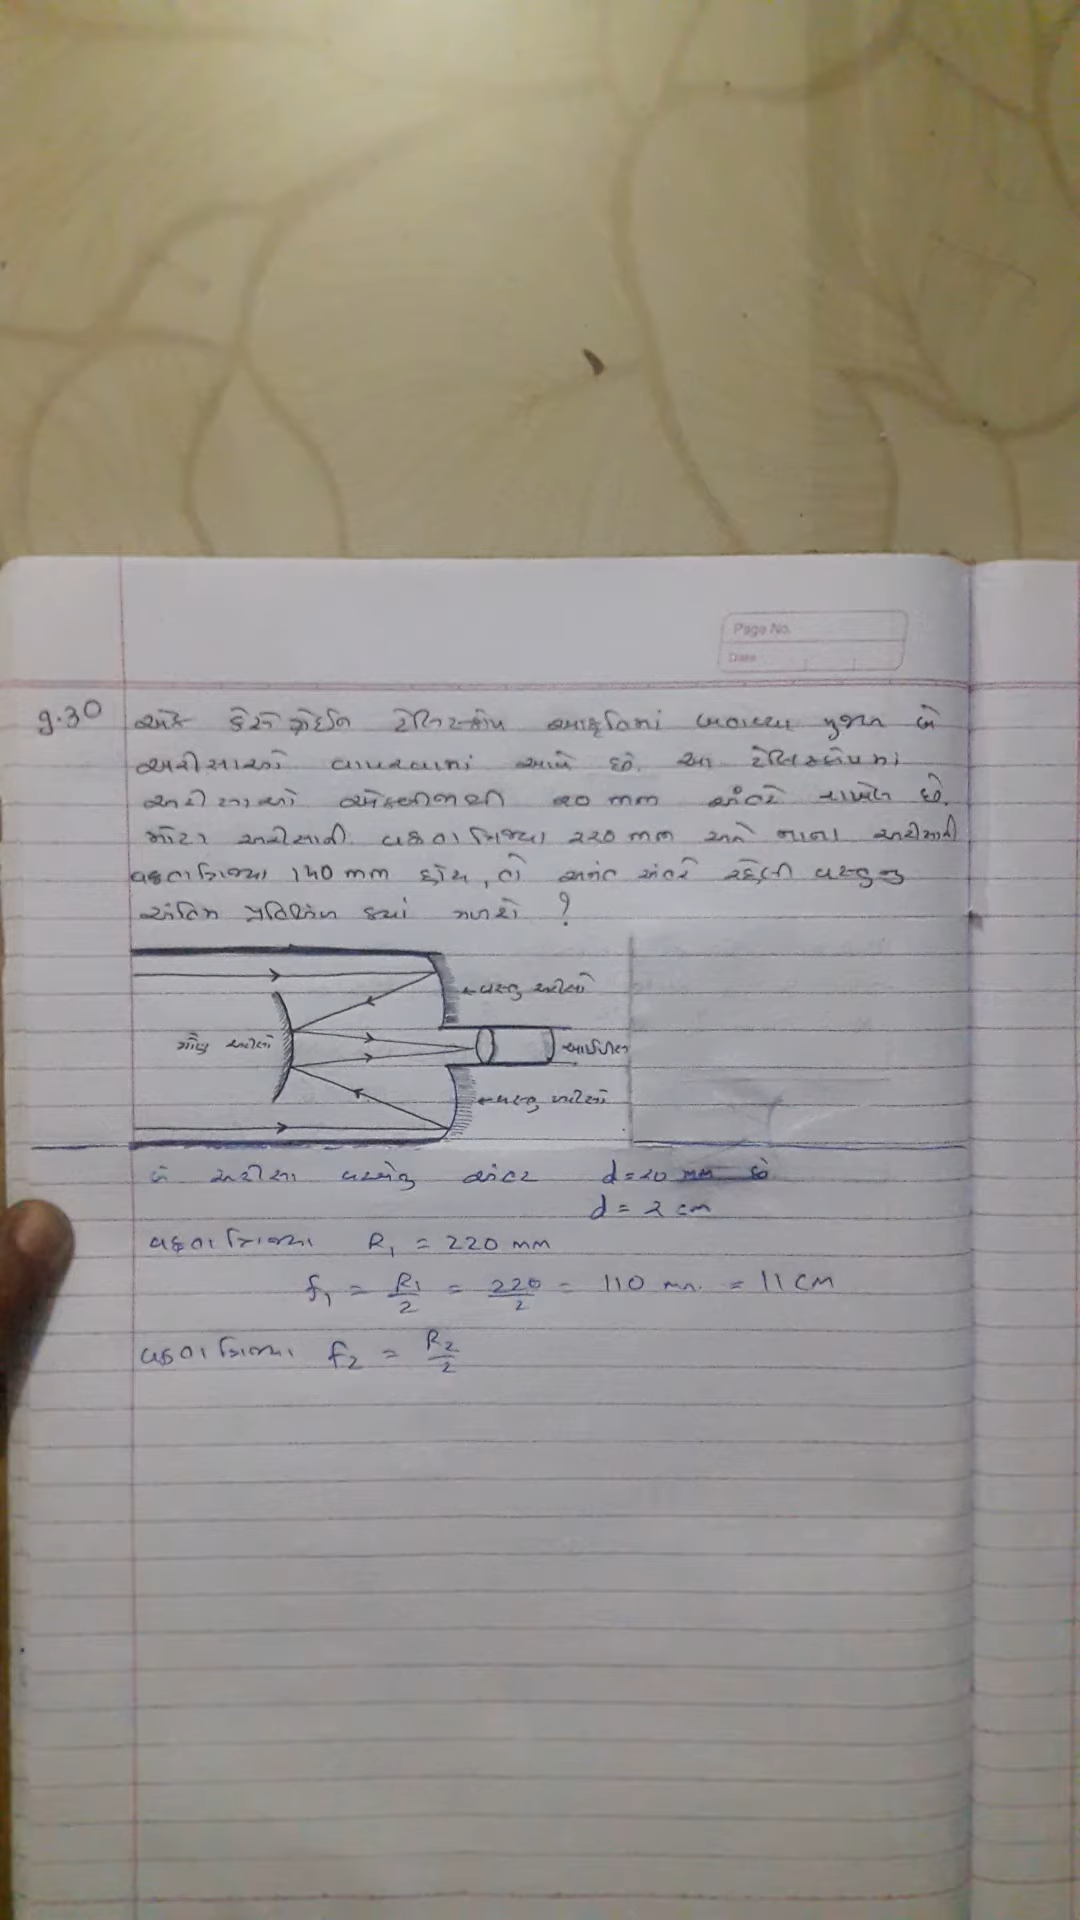 Page No.
Date
9.30 એક કેસેગ્રેઈન ટેલિસ્કોપ આકૃતિમાં બતાવ્યા મુજબ બે
અરીસાઓ વાપરવામાં આવે છે. આ ટેલિસ્કોપમાં
અરીસાઓ એકબીજાથી 20 mm અંતરે રાખેલ છે.
મોટા અરીસાની વક્રતાત્રિજ્યા 220 mm અને નાના અરીસાની
વક્રતાત્રિજ્યા 140 mm હોય, તો અનંત અંતરે રહેલી વસ્તુનું
અંતિમ પ્રતિબિંબ ક્યાં મળશે ?
વસ્તુ અરીસો
ગૌણ અરીસો
આઈપીસ
વસ્તુ અરીસો
બે અરીસા વચ્ચેનું અંતર d = 20 mm છે
d = 2 cm
વક્રતા ત્રિજ્યા R₁ = 220 mm
f₁ = R₁/2 = 220/2 = 110 mm. = 11 cm
વક્રતા ત્રિજ્યા f₂ = R₂/2